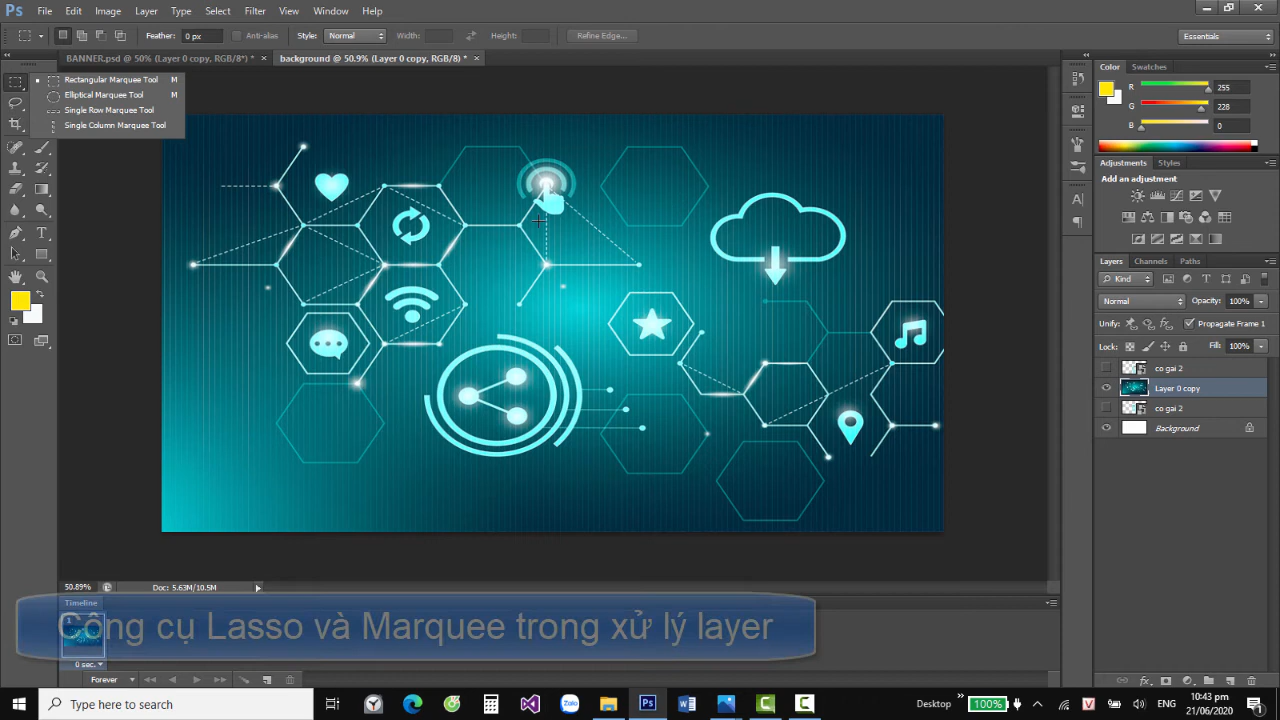 Ps File Edit Image Layer Type Select Filter View Window Help
Feather: 0 px Anti-alias Style: Normal Width: Height: Refine Edge... Essentials
BANNER.psd @ 50% (Layer 0 copy, RGB/8*) * × background @ 50.9% (Layer 0 copy, RGB/8) * ×
Rectangular Marquee Tool M
Elliptical Marquee Tool M
Single Row Marquee Tool
Single Column Marquee Tool
Color Swatches
R 255
G 228
B 0
Adjustments Styles
Add an adjustment
Layers Channels Paths
Kind
Normal Opacity: 100%
Unify: Propagate Frame 1
Lock: Fill: 100%
co gai 2
Layer 0 copy
co gai 2
Background
50.89% Doc: 5.63M/10.5M
Timeline
1
Công cụ Lasso và Marquee trong xử lý layer
0 sec.
Forever
Type here to search
Zalo
Ps
Desktop
100%
V
10:43 pm
21/06/2020
1